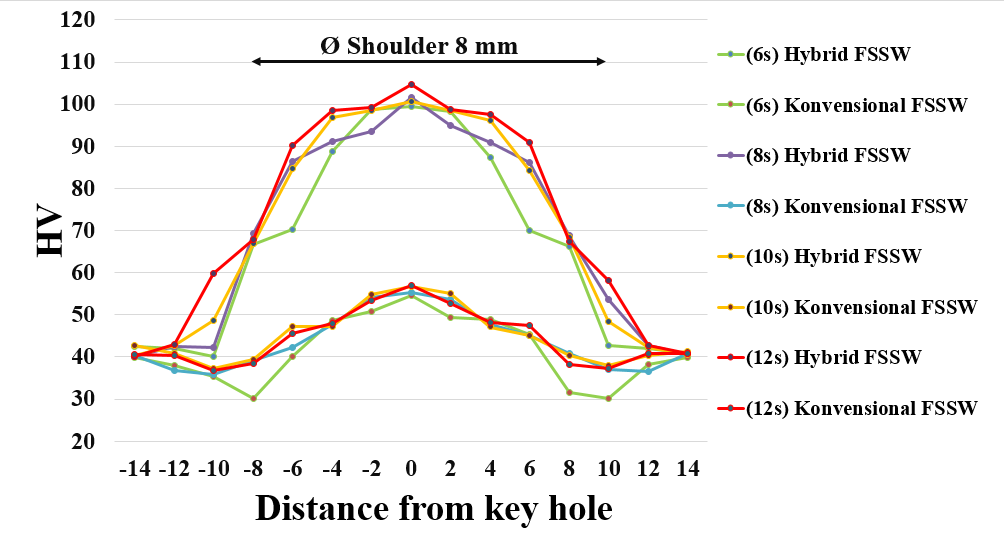 120
110
100
90
80
70
60
50
40
30
20
HV
Ø Shoulder 8 mm
-14 -12 -10 -8 -6 -4 -2 0 2 4 6 8 10 12 14
Distance from key hole
(6s) Hybrid FSSW
(6s) Konvensional FSSW
(8s) Hybrid FSSW
(8s) Konvensional FSSW
(10s) Hybrid FSSW
(10s) Konvensional FSSW
(12s) Hybrid FSSW
(12s) Konvensional FSSW